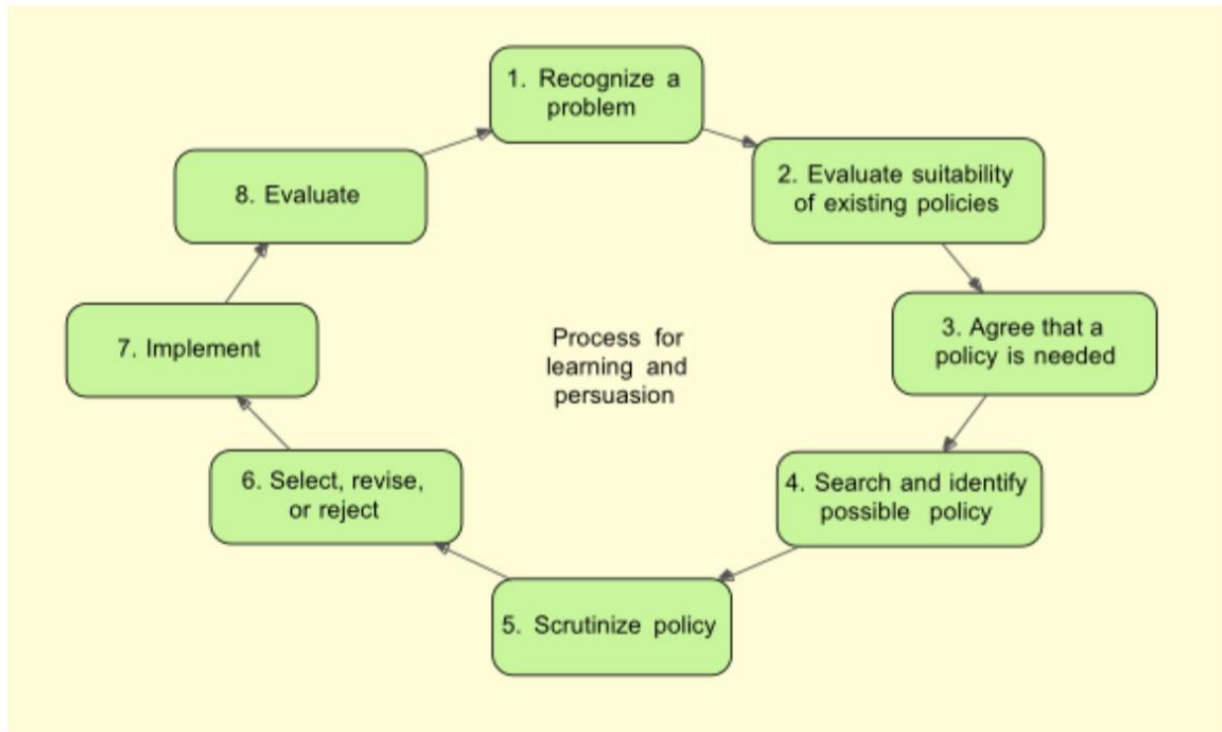 1. Recognize a
problem
2. Evaluate suitability
of existing policies
3. Agree that a
policy is needed
4. Search and identify
possible policy
5. Scrutinize policy
6. Select, revise,
or reject
7. Implement
8. Evaluate
Process for
learning and
persuasion